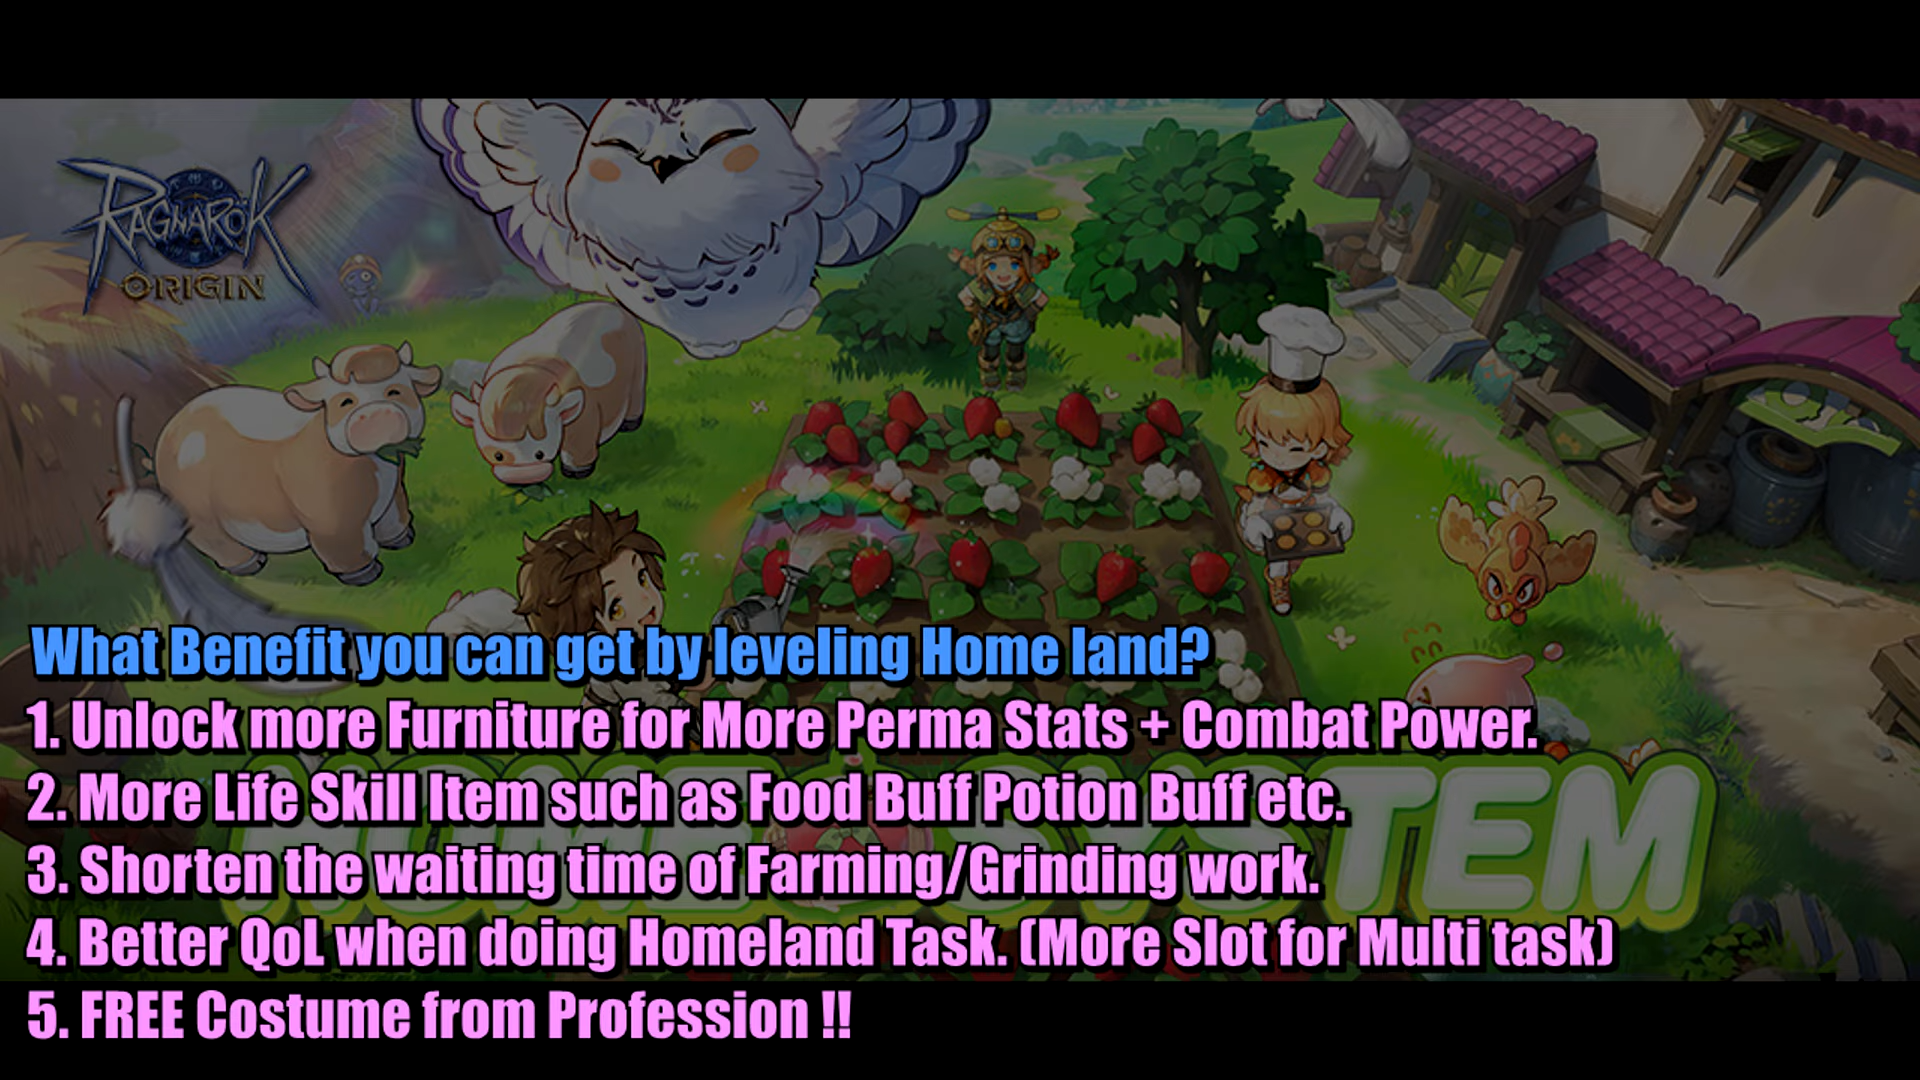 RAGNARÖK
ORIGIN
What Benefit you can get by leveling Home land?
1. Unlock more Furniture for More Perma Stats + Combat Power.
2. More Life Skill Item such as Food Buff Potion Buff etc.
3. Shorten the waiting time of Farming/Grinding work.
4. Better QoL when doing Homeland Task. (More Slot for Multi task)
5. FREE Costume from Profession !!
HOME SYSTEM